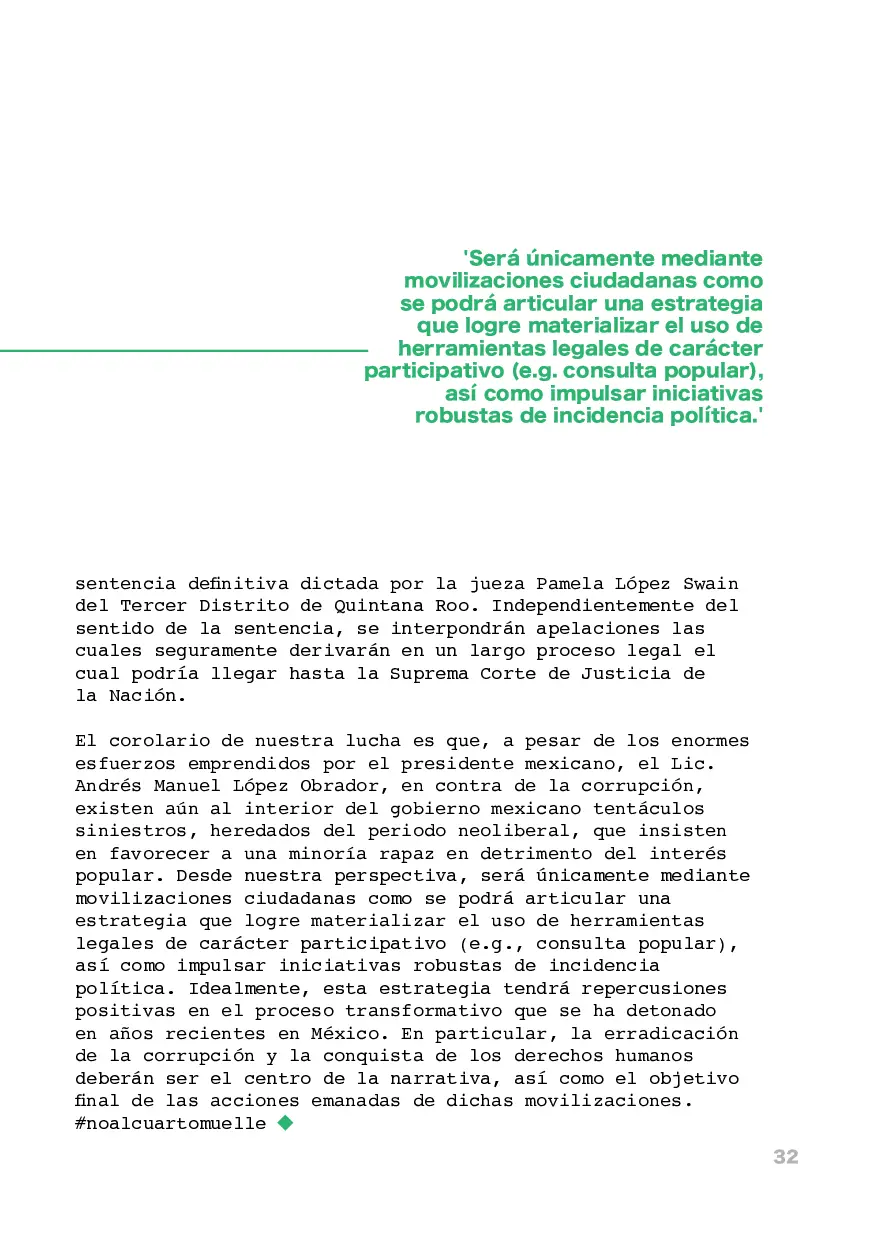 'Será únicamente mediante
movilizaciones ciudadanas como
se podrá articular una estrategia
que logre materializar el uso de
herramientas legales de carácter
participativo (e.g. consulta popular),
así como impulsar iniciativas
robustas de incidencia política.'
sentencia definitiva dictada por la jueza Pamela López Swain
del Tercer Distrito de Quintana Roo. Independientemente del
sentido de la sentencia, se interpondrán apelaciones las
cuales seguramente derivarán en un largo proceso legal el
cual podría llegar hasta la Suprema Corte de Justicia de
la Nación.
El corolario de nuestra lucha es que, a pesar de los enormes
esfuerzos emprendidos por el presidente mexicano, el Lic.
Andrés Manuel López Obrador, en contra de la corrupción,
existen aún al interior del gobierno mexicano tentáculos
siniestros, heredados del periodo neoliberal, que insisten
en favorecer a una minoría rapaz en detrimento del interés
popular. Desde nuestra perspectiva, será únicamente mediante
movilizaciones ciudadanas como se podrá articular una
estrategia que logre materializar el uso de herramientas
legales de carácter participativo (e.g., consulta popular),
así como impulsar iniciativas robustas de incidencia
política. Idealmente, esta estrategia tendrá repercusiones
positivas en el proceso transformativo que se ha detonado
en años recientes en México. En particular, la erradicación
de la corrupción y la conquista de los derechos humanos
deberán ser el centro de la narrativa, así como el objetivo
final de las acciones emanadas de dichas movilizaciones.
#noalcuartomuelle ◆
32